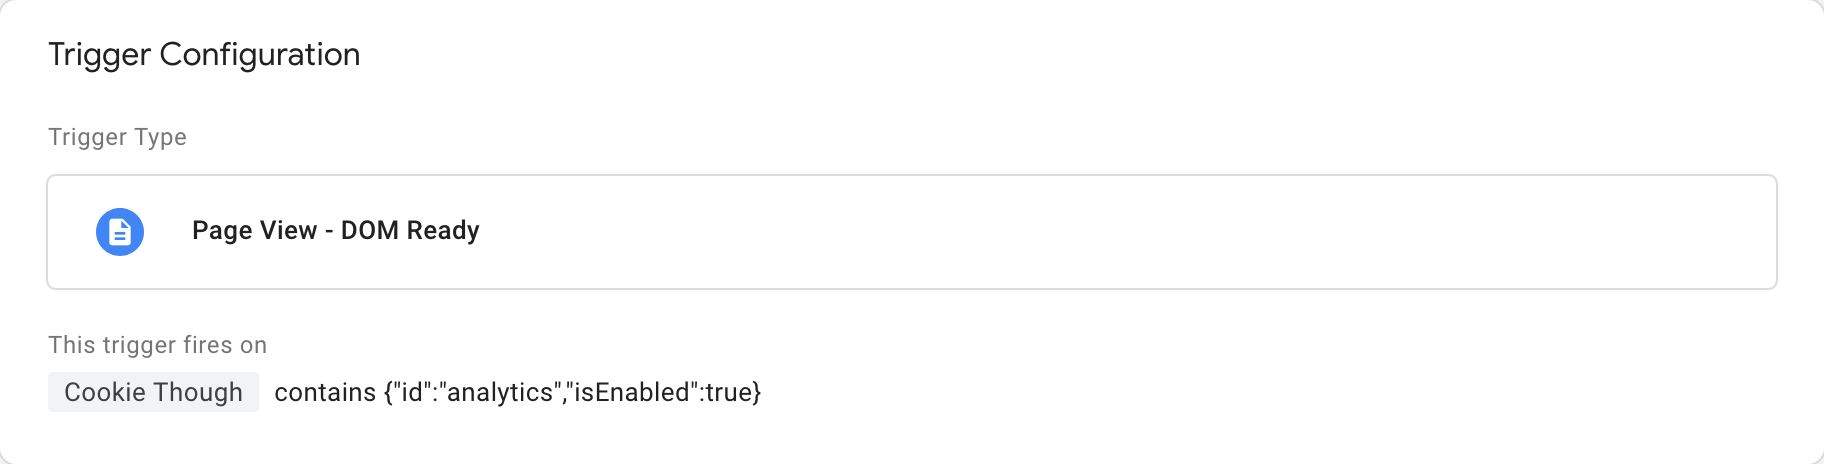 Trigger Configuration
Trigger Type
Page View - DOM Ready
This trigger fires on
Cookie Though contains {"id":"analytics","isEnabled":true}